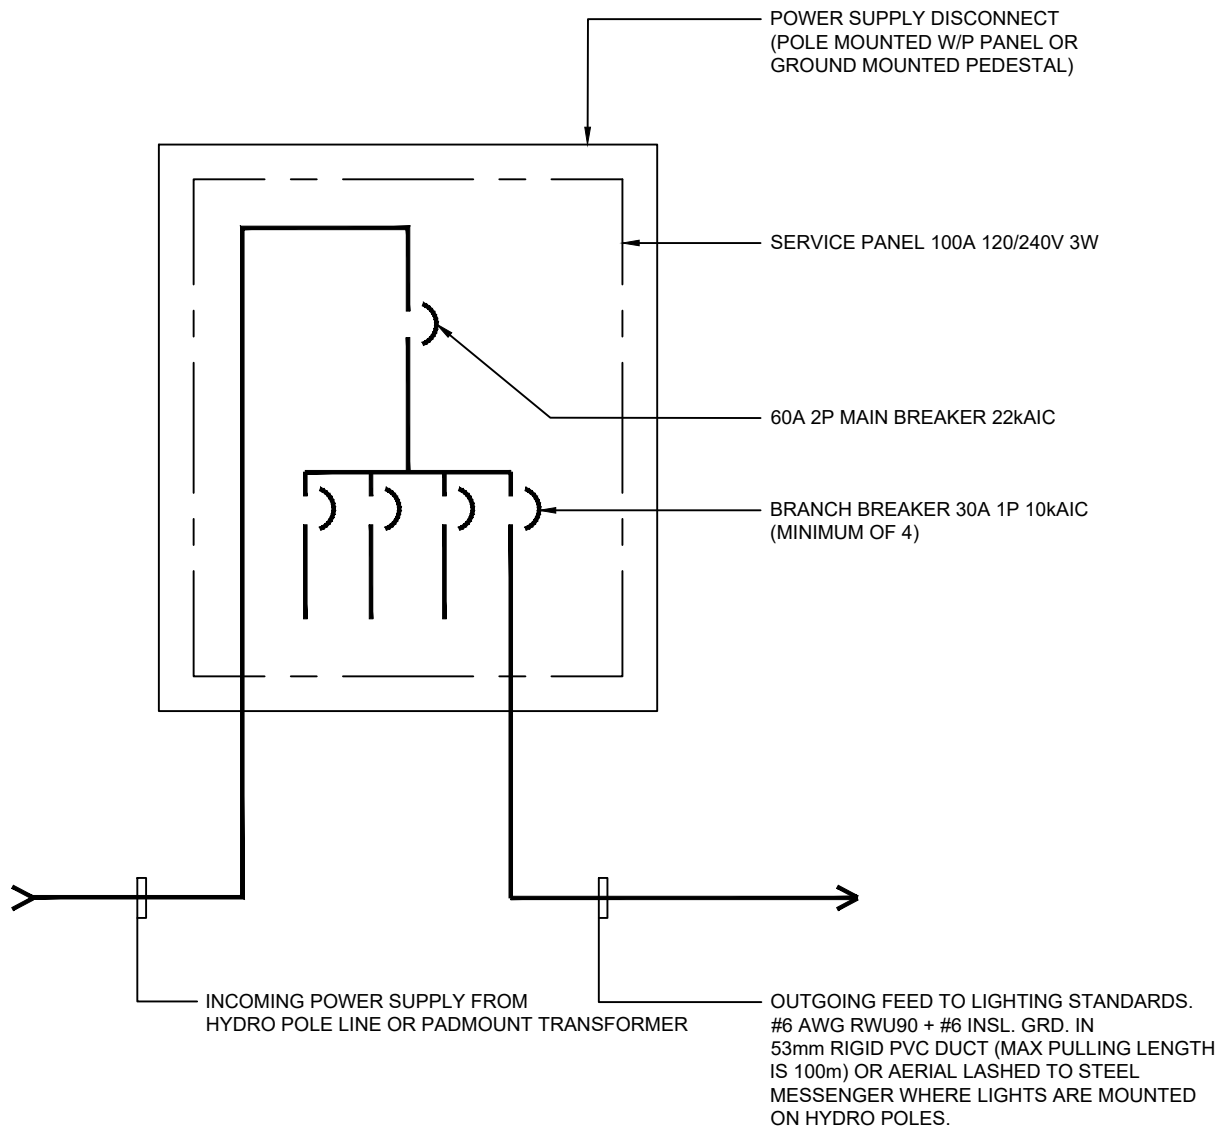 POWER SUPPLY DISCONNECT
(POLE MOUNTED W/P PANEL OR
GROUND MOUNTED PEDESTAL)
SERVICE PANEL 100A 120/240V 3W
60A 2P MAIN BREAKER 22kAIC
BRANCH BREAKER 30A 1P 10kAIC
(MINIMUM OF 4)
INCOMING POWER SUPPLY FROM
HYDRO POLE LINE OR PADMOUNT TRANSFORMER
OUTGOING FEED TO LIGHTING STANDARDS.
#6 AWG RWU90 + #6 INSL. GRD. IN
53mm RIGID PVC DUCT (MAX PULLING LENGTH
IS 100m) OR AERIAL LASHED TO STEEL
MESSENGER WHERE LIGHTS ARE MOUNTED
ON HYDRO POLES.